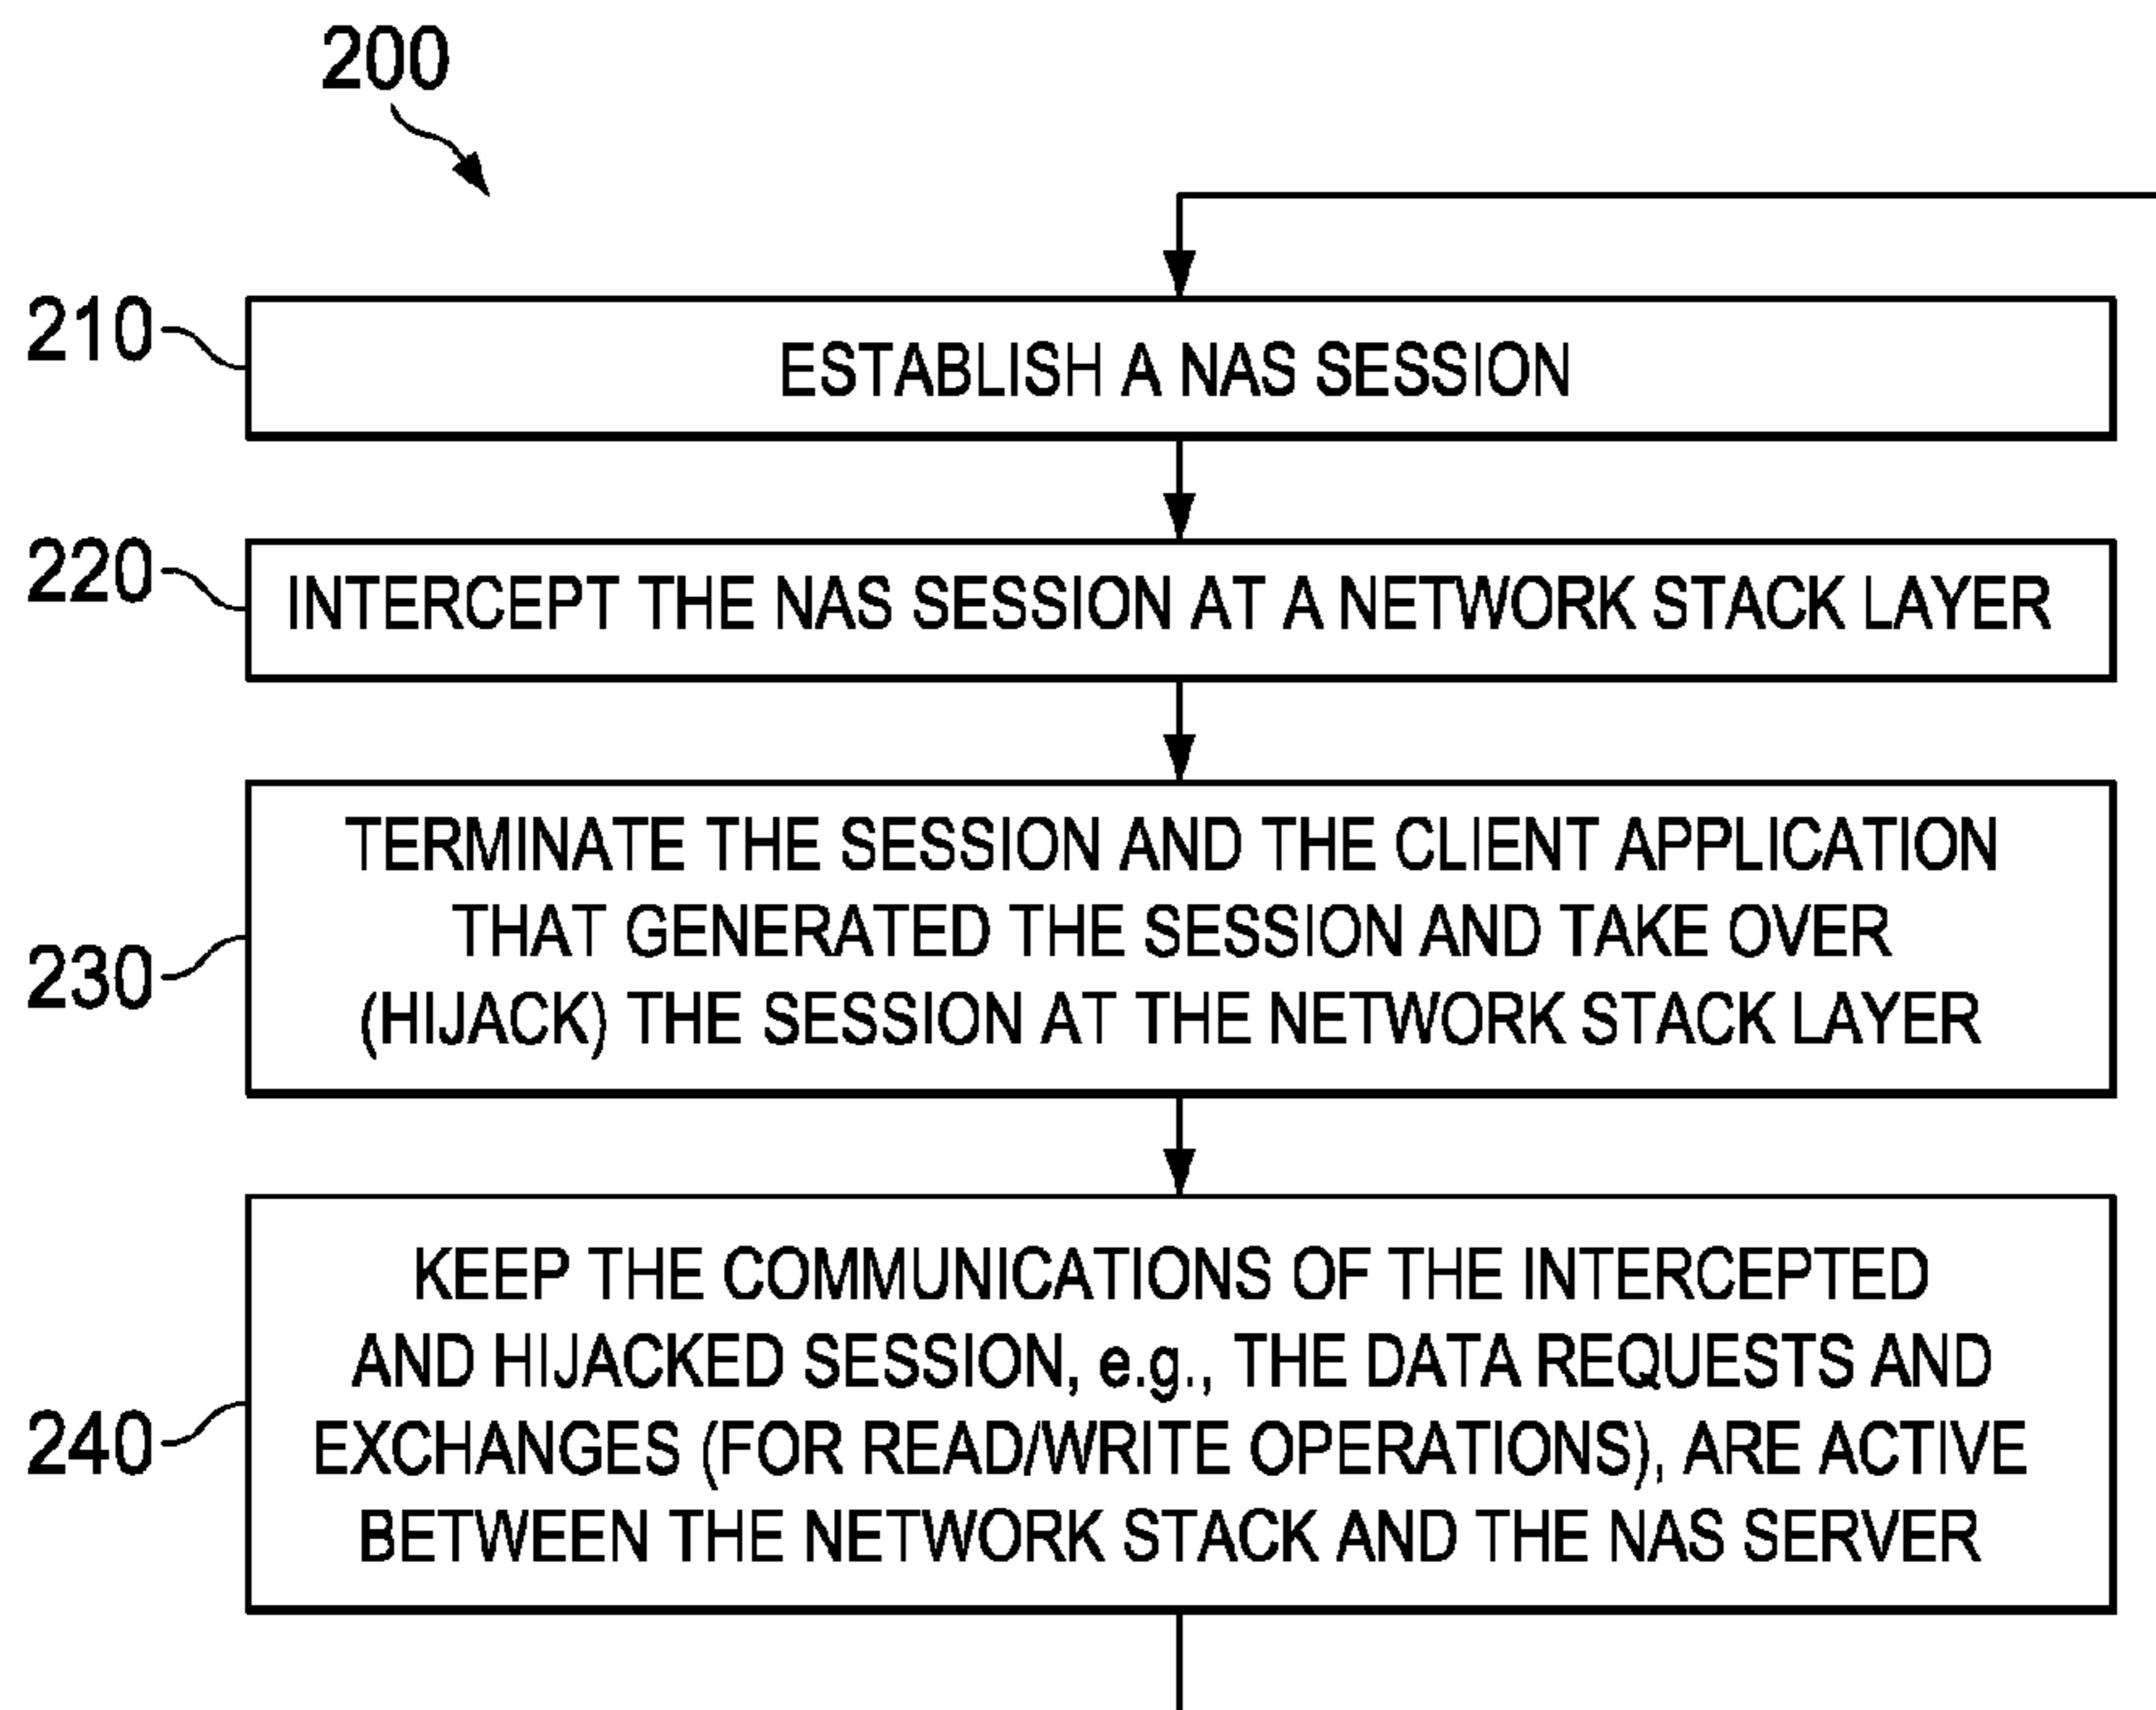 200
210
ESTABLISH A NAS SESSION
220
INTERCEPT THE NAS SESSION AT A NETWORK STACK LAYER
230
TERMINATE THE SESSION AND THE CLIENT APPLICATION
THAT GENERATED THE SESSION AND TAKE OVER
(HIJACK) THE SESSION AT THE NETWORK STACK LAYER
240
KEEP THE COMMUNICATIONS OF THE INTERCEPTED
AND HIJACKED SESSION, e.g., THE DATA REQUESTS AND
EXCHANGES (FOR READ/WRITE OPERATIONS), ARE ACTIVE
BETWEEN THE NETWORK STACK AND THE NAS SERVER